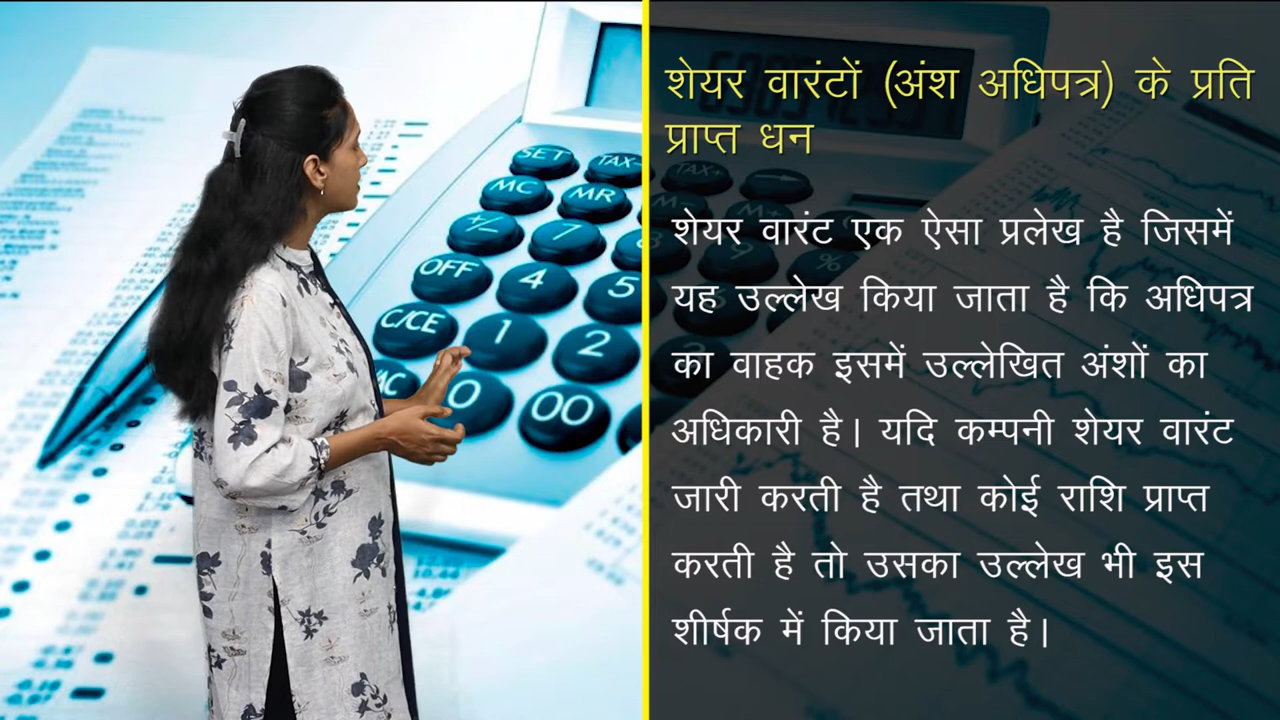 शेयर वारंटों (अंश अधिपत्र) के प्रति
प्राप्त धन
शेयर वारंट एक ऐसा प्रलेख है जिसमें
यह उल्लेख किया जाता है कि अधिपत्र
का वाहक इसमें उल्लेखित अंशों का
अधिकारी है। यदि कम्पनी शेयर वारंट
जारी करती है तथा कोई राशि प्राप्त
करती है तो उसका उल्लेख भी इस
शीर्षक में किया जाता है।
SET TAX-
MC MR
+/- 7
OFF 4 5
C/CE 1 2
AC 0 00